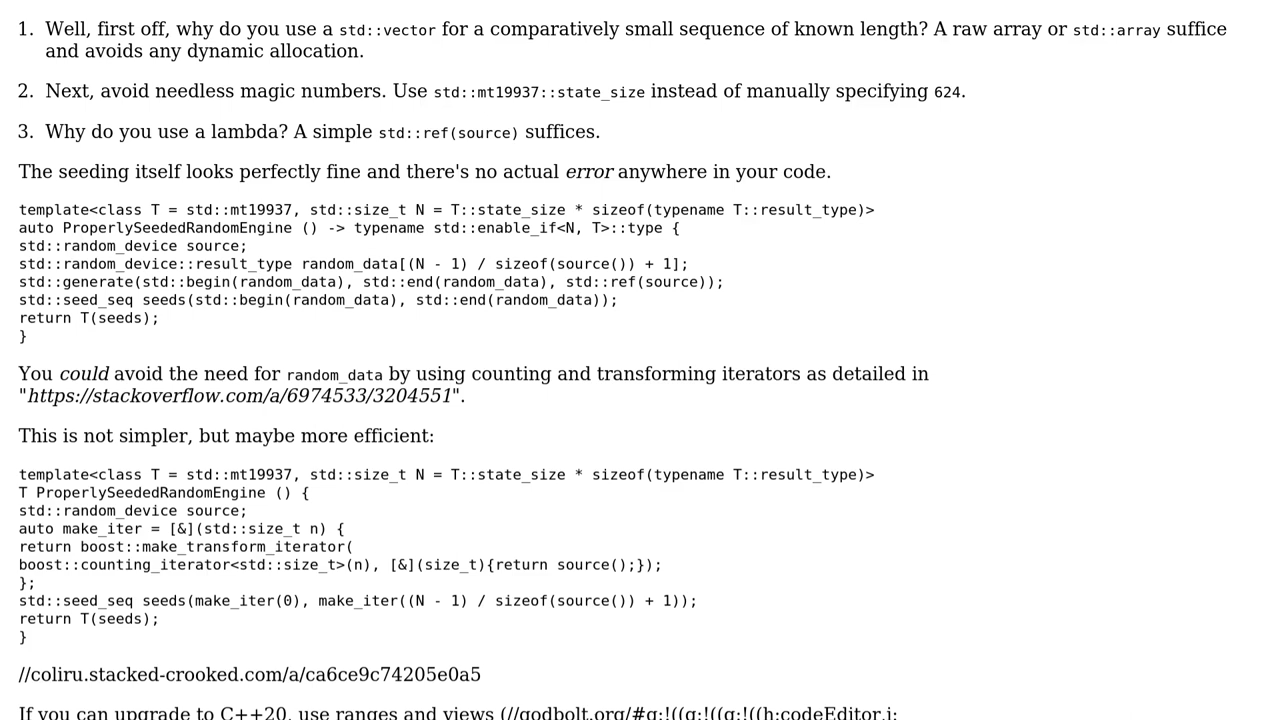 1. Well, first off, why do you use a std::vector for a comparatively small sequence of known length? A raw array or std::array suffice
and avoids any dynamic allocation.
2. Next, avoid needless magic numbers. Use std::mt19937::state_size instead of manually specifying 624.
3. Why do you use a lambda? A simple std::ref(source) suffices.
The seeding itself looks perfectly fine and there's no actual error anywhere in your code.
template<class T = std::mt19937, std::size_t N = T::state_size * sizeof(typename T::result_type)>
auto ProperlySeededRandomEngine () -> typename std::enable_if<N, T>::type {
std::random_device source;
std::random_device::result_type random_data[(N - 1) / sizeof(source()) + 1];
std::generate(std::begin(random_data), std::end(random_data), std::ref(source));
std::seed_seq seeds(std::begin(random_data), std::end(random_data));
return T(seeds);
}
You could avoid the need for random_data by using counting and transforming iterators as detailed in
"https://stackoverflow.com/a/6974533/3204551".
This is not simpler, but maybe more efficient:
template<class T = std::mt19937, std::size_t N = T::state_size * sizeof(typename T::result_type)>
T ProperlySeededRandomEngine () {
std::random_device source;
auto make_iter = [&](std::size_t n) {
return boost::make_transform_iterator(
boost::counting_iterator<std::size_t>(n), [&](size_t){return source();});
};
std::seed_seq seeds(make_iter(0), make_iter((N - 1) / sizeof(source()) + 1));
return T(seeds);
}
//coliru.stacked-crooked.com/a/ca6ce9c74205e0a5
If you can upgrade to C++20, use ranges and views (//godbolt.org/#g:!((g:!((g:!((h:codeEditor,i: